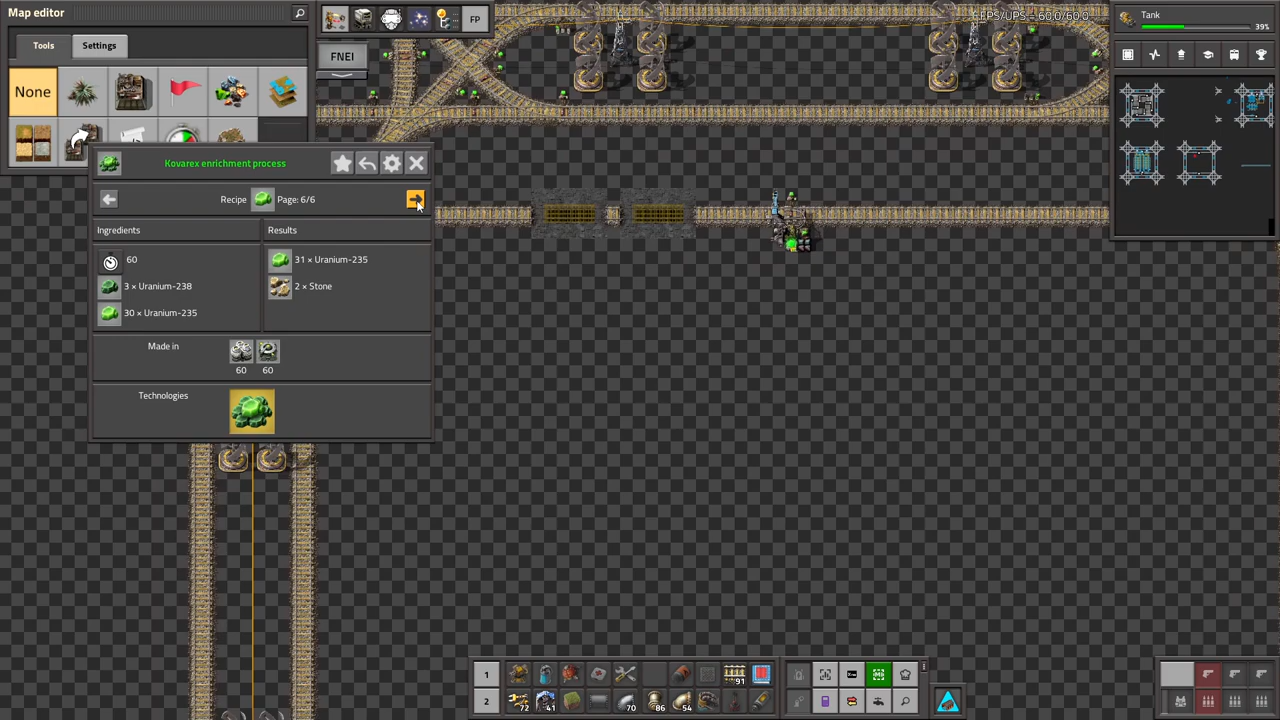 Map editor
FP
FPS/UPS = 60.0/60.0
Tank
39%
Tools
Settings
FNEI
None
Kovarex enrichment process
Recipe
Page: 6/6
Ingredients
Results
60
31 × Uranium-235
3 × Uranium-238
2 × Stone
30 × Uranium-235
Made in
60
60
Technologies
1
91
2
72
41
70
86
54